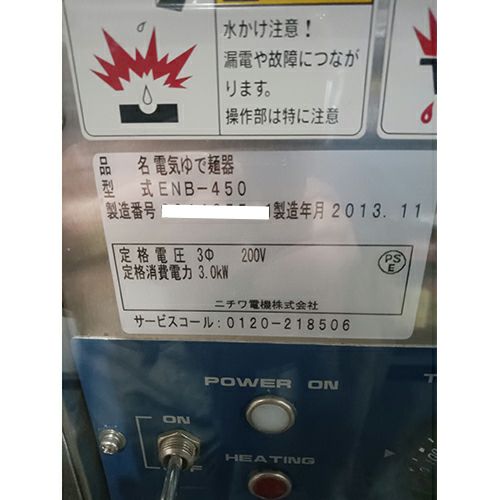 水かけ注意!
漏電や故障につなが
ります。
操作部は特に注意
品 名 電気ゆで麺器
型 式 ENB-450
製造番号 製造年月 2013.11
定格電圧 3Φ 200V
定格消費電力 3.0kW
PS
E
ニチワ電機株式会社
サービスコール:0120-218506
POWER ON
ON
HEATING